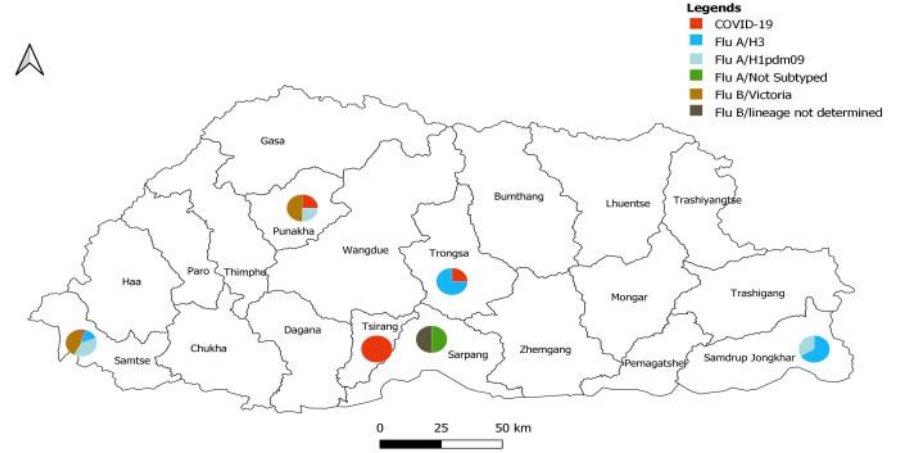 Legends
COVID-19
Flu A/H3
Flu A/H1pdm09
Flu A/Not Subtyped
Flu B/Victoria
Flu B/lineage not determined
Gasa
Punakha
Wangdue
Bumthang
Lhuentse
Trashiyangtse
Trongsa
Haa
Paro
Thimphu
Mongar
Trashigang
Samtse
Chukha
Dagana
Tsirang
Sarpang
Zhemgang
Pemagatshel
Samdrup Jongkhar
0 25 50 km